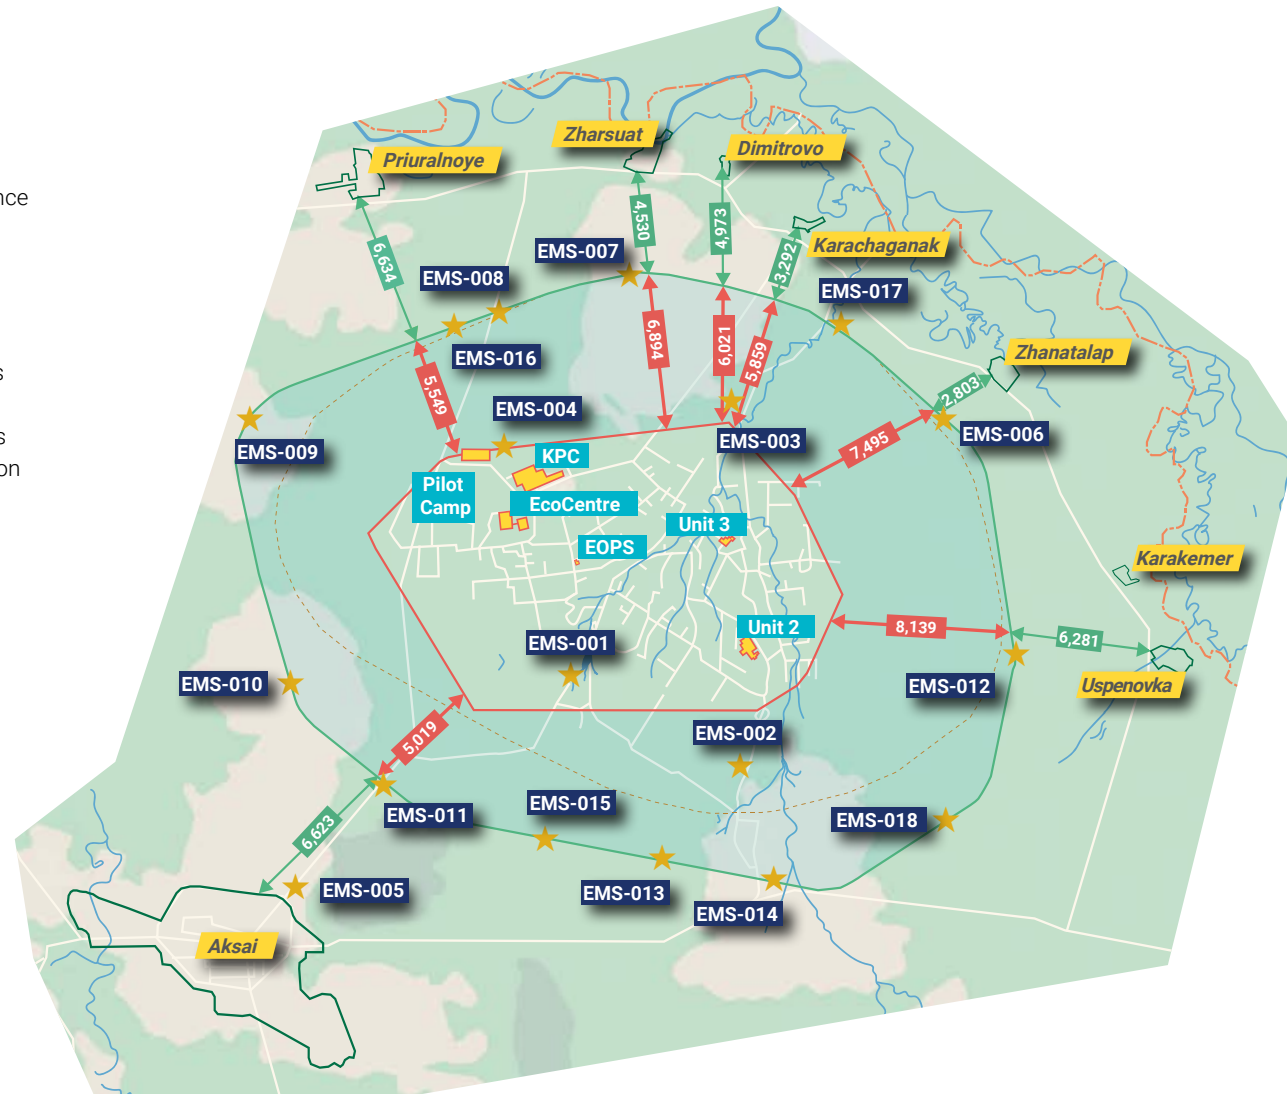 Zharsuat
Dimitrovo
Priuralnoye
nce
4,530
4,973
Karachaganak
EMS-007
6,634
3,292
EMS-008
EMS-017
6,894
6,021
EMS-016
5,859
Zhanatalap
s
5,549
2,803
EMS-004
EMS-003
EMS-006
s
7,495
EMS-009
KPC
on
Pilot
Camp
EcoCentre
Unit 3
EOPS
Karakemer
Unit 2
8,139
6,281
EMS-001
EMS-010
EMS-012
Uspenovka
5,019
EMS-002
EMS-015
EMS-011
EMS-018
6,623
EMS-005
EMS-013
EMS-014
Aksai